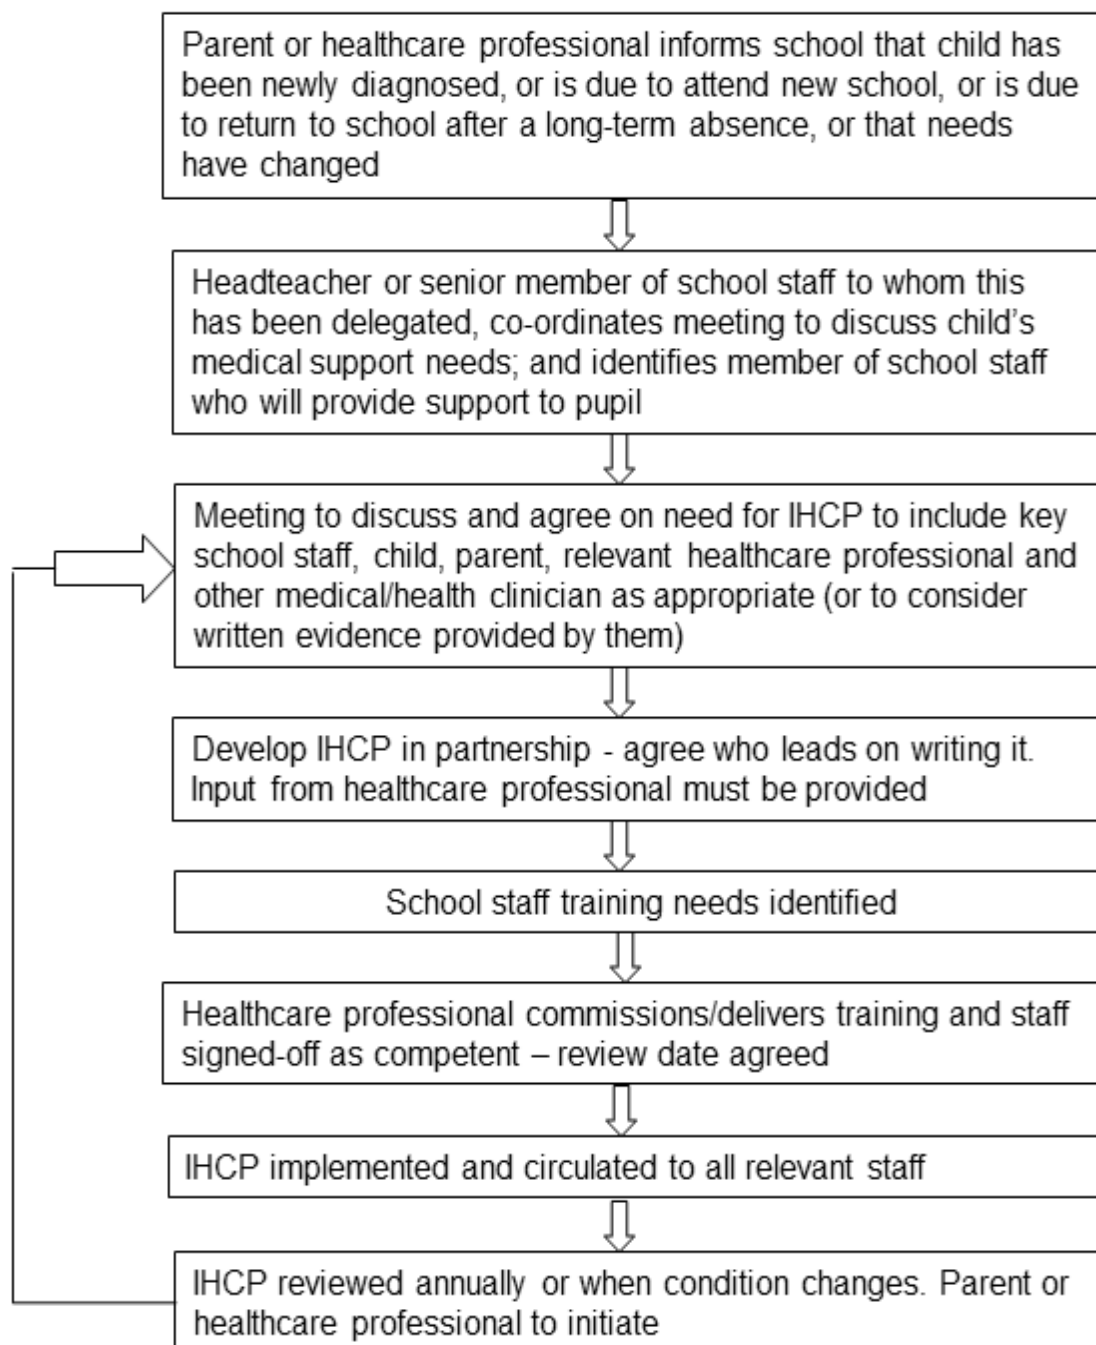 Parent or healthcare professional informs school that child has
been newly diagnosed, or is due to attend new school, or is due
to return to school after a long-term absence, or that needs
have changed
Headteacher or senior member of school staff to whom this
has been delegated, co-ordinates meeting to discuss child's
medical support needs; and identifies member of school staff
who will provide support to pupil
Meeting to discuss and agree on need for IHCP to include key
school staff, child, parent, relevant healthcare professional and
other medical/health clinician as appropriate (or to consider
written evidence provided by them)
Develop IHCP in partnership - agree who leads on writing it.
Input from healthcare professional must be provided
School staff training needs identified
Healthcare professional commissions/delivers training and staff
signed-off as competent – review date agreed
IHCP implemented and circulated to all relevant staff
IHCP reviewed annually or when condition changes. Parent or
healthcare professional to initiate